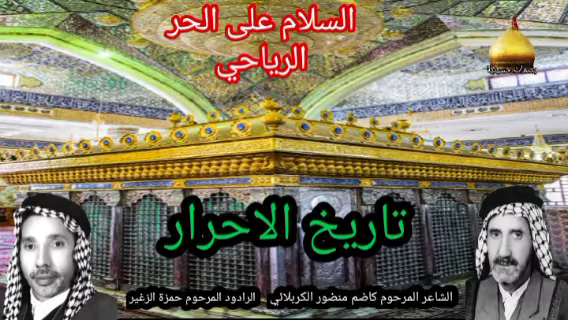 السلام على الحر
الرياحي
تاريخ الاحرار
الشاعر المرحوم كاضم منضور الكربلائي
الرادود المرحوم حمزة الزغير